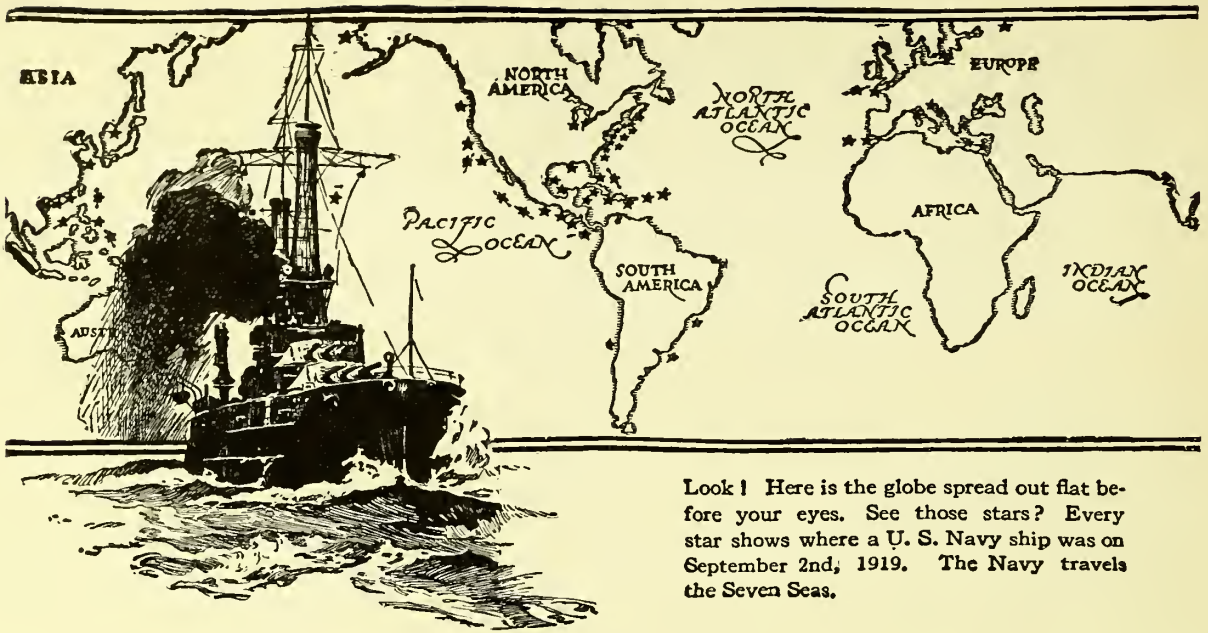 ASIA
NORTH
AMERICA
NORTH
ATLANTIC
OCEAN
EUROPE
PACIFIC
OCEAN
AFRICA
SOUTH
AMERICA
SOUTH
ATLANTIC
OCEAN
INDIAN
OCEAN
AUST
Look! Here is the globe spread out flat be-
fore your eyes. See those stars? Every
star shows where a U. S. Navy ship was on
September 2nd, 1919. The Navy travels
the Seven Seas.